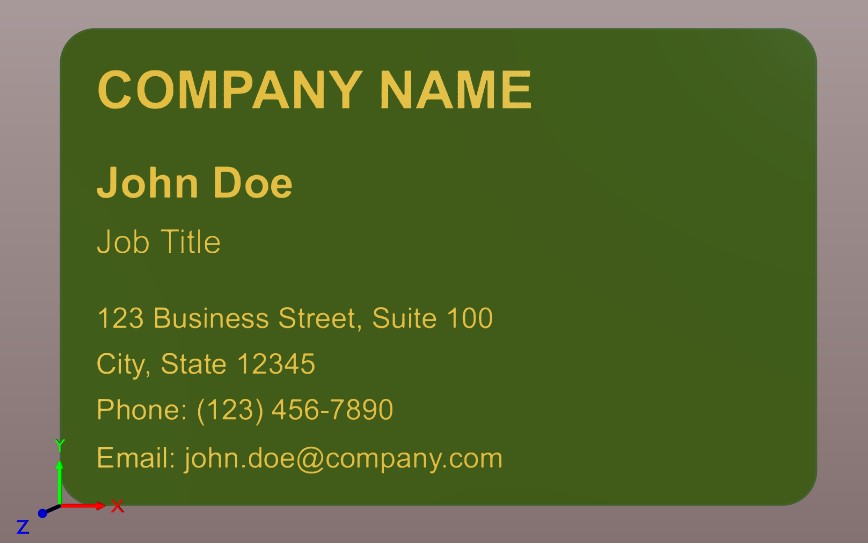 COMPANY NAME
John Doe
Job Title
123 Business Street, Suite 100
City, State 12345
Phone: (123) 456-7890
Email: john.doe@company.com
Y
X
Z